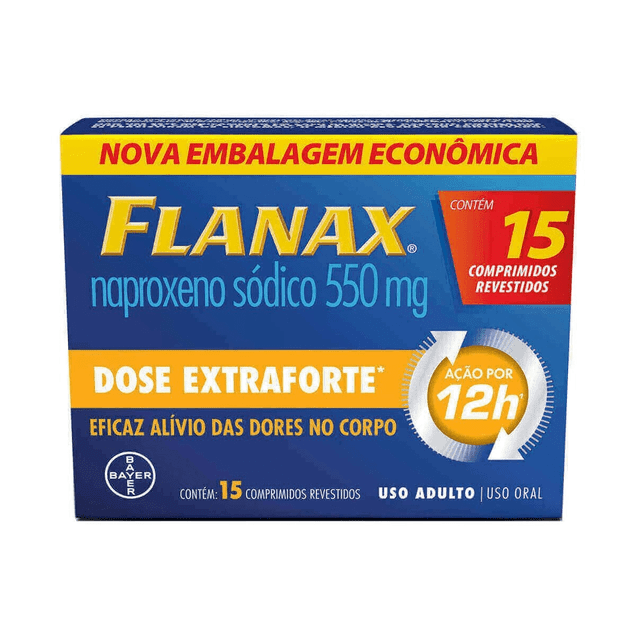 NOVA EMBALAGEM ECONÔMICA
FLANAX®
naproxeno sódico 550 mg
CONTÉM
15
COMPRIMIDOS
REVESTIDOS
DOSE EXTRAFORTE*
EFICAZ ALÍVIO DAS DORES NO CORPO
AÇÃO POR
12h†
BAYER
BAYER
CONTÉM: 15 COMPRIMIDOS REVESTIDOS
USO ADULTO | USO ORAL